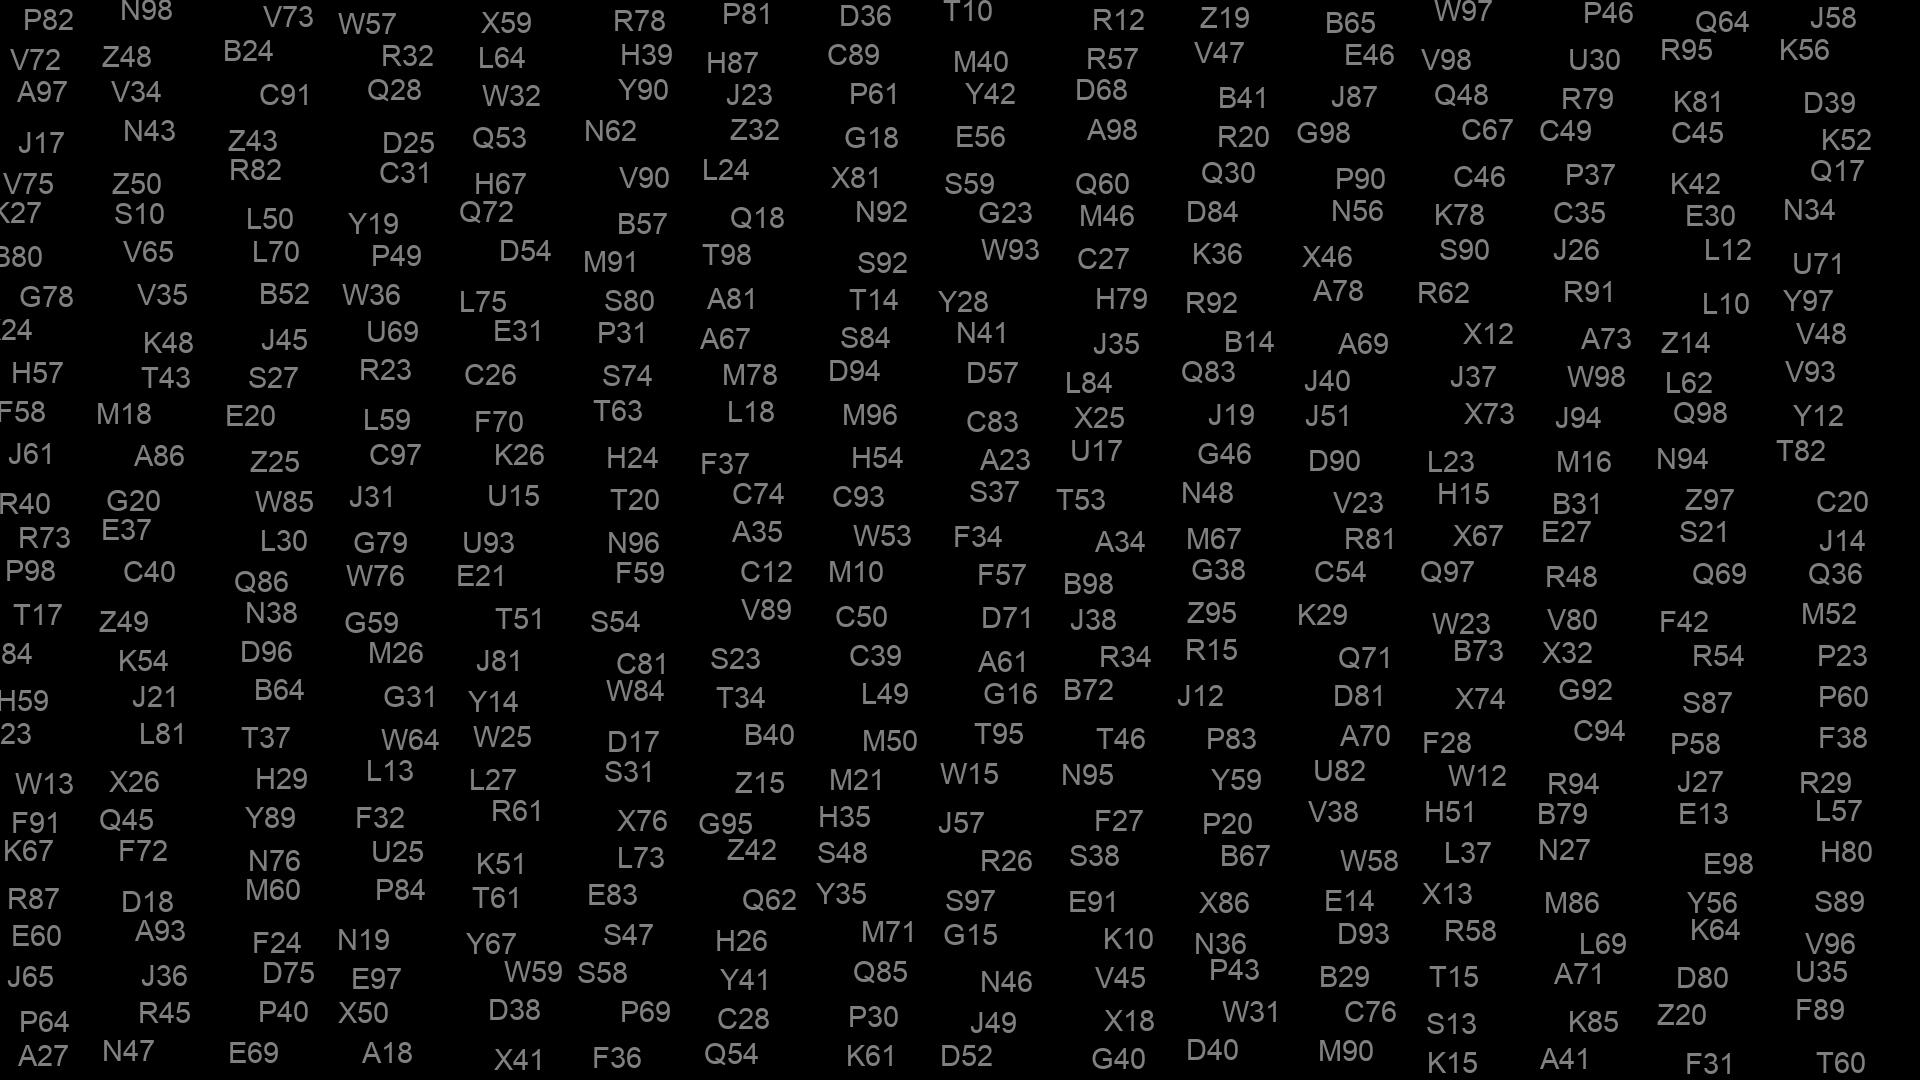 P82 N98 V73 W57 X59 R78 P81 D36 T10 R12 Z19 B65 W97 P46 Q64 J58
V72 Z48 B24 R32 L64 H39 H87 C89 M40 R57 V47 E46 V98 U30 R95 K56
A97 V34 C91 Q28 W32 Y90 J23 P61 Y42 D68 B41 J87 Q48 R79 K81 D39
J17 N43 Z43 D25 Q53 N62 Z32 G18 E56 A98 R20 G98 C67 C49 C45 K52
V75 Z50 R82 C31 H67 V90 L24 X81 S59 Q60 Q30 P90 C46 P37 K42 Q17
K27 S10 L50 Y19 Q72 B57 Q18 N92 G23 M46 D84 N56 K78 C35 E30 N34
B80 V65 L70 P49 D54 M91 T98 S92 W93 C27 K36 X46 S90 J26 L12 U71
G78 V35 B52 W36 L75 S80 A81 T14 Y28 H79 R92 A78 R62 R91 L10 Y97
24 K48 J45 U69 E31 P31 A67 S84 N41 J35 B14 A69 X12 A73 Z14 V48
H57 T43 S27 R23 C26 S74 M78 D94 D57 L84 Q83 J40 J37 W98 L62 V93
F58 M18 E20 L59 F70 T63 L18 M96 C83 X25 J19 J51 X73 J94 Q98 Y12
J61 A86 Z25 C97 K26 H24 F37 H54 A23 U17 G46 D90 L23 M16 N94 T82
R40 G20 W85 J31 U15 T20 C74 C93 S37 T53 N48 V23 H15 B31 Z97 C20
R73 E37 L30 G79 U93 N96 A35 W53 F34 A34 M67 R81 X67 E27 S21 J14
P98 C40 Q86 W76 E21 F59 C12 M10 F57 B98 G38 C54 Q97 R48 Q69 Q36
T17 Z49 N38 G59 T51 S54 V89 C50 D71 J38 Z95 K29 W23 V80 F42 M52
84 K54 D96 M26 J81 C81 S23 C39 A61 R34 R15 Q71 B73 X32 R54 P23
H59 J21 B64 G31 Y14 W84 T34 L49 G16 B72 J12 D81 X74 G92 S87 P60
23 L81 T37 W64 W25 D17 B40 M50 T95 T46 P83 A70 F28 C94 P58 F38
W13 X26 H29 L13 L27 S31 Z15 M21 W15 N95 Y59 U82 W12 R94 J27 R29
F91 Q45 Y89 F32 R61 X76 G95 H35 J57 F27 P20 V38 H51 B79 E13 L57
K67 F72 N76 U25 K51 L73 Z42 S48 R26 S38 B67 W58 L37 N27 E98 H80
R87 D18 M60 P84 T61 E83 Q62 Y35 S97 E91 X86 E14 X13 M86 Y56 S89
E60 A93 F24 N19 Y67 S47 H26 M71 G15 K10 N36 D93 R58 L69 K64 V96
J65 J36 D75 E97 W59 S58 Y41 Q85 N46 V45 P43 B29 T15 A71 D80 U35
P64 R45 P40 X50 D38 P69 C28 P30 J49 X18 W31 C76 S13 K85 Z20 F89
A27 N47 E69 A18 X41 F36 Q54 K61 D52 G40 D40 M90 K15 A41 F31 T60